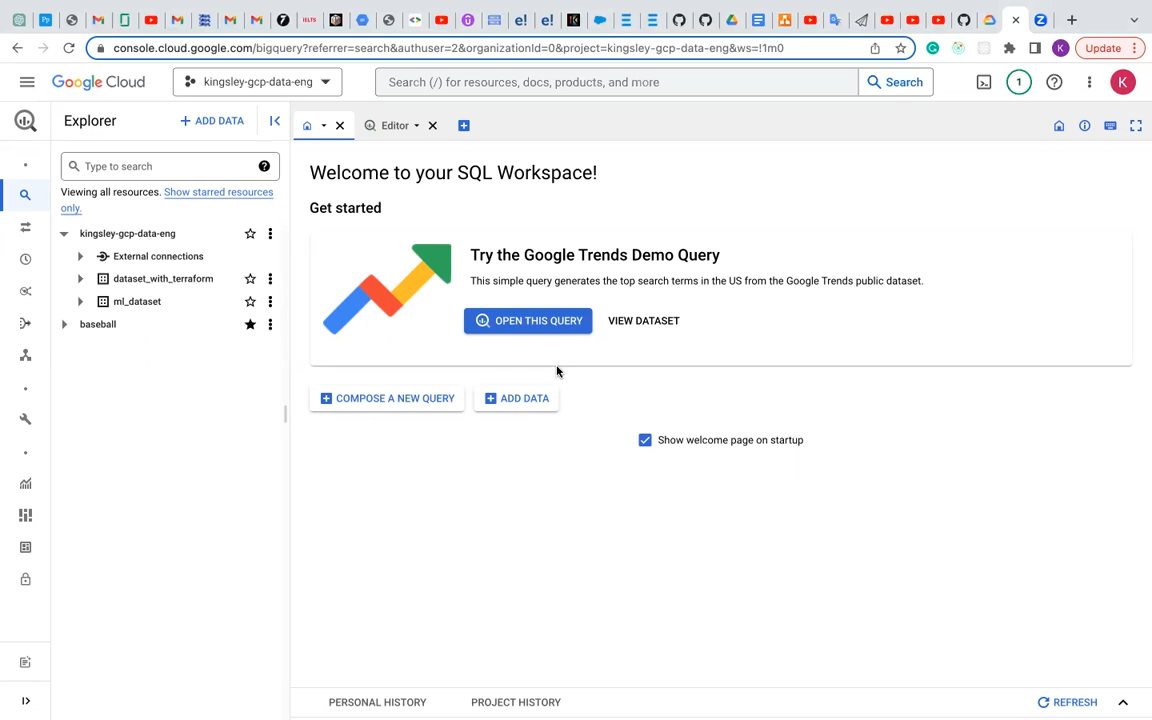 console.cloud.google.com/bigquery?referrer=search&authuser=2&organizationId=0&project=kingsley-gcp-data-eng&ws=!1m0
Update
Google Cloud
kingsley-gcp-data-eng
Search (/) for resources, docs, products, and more
Search
1
K
Explorer
+ ADD DATA
Editor
Type to search
Viewing all resources. Show starred resources
only.
kingsley-gcp-data-eng
External connections
dataset_with_terraform
ml_dataset
baseball
Welcome to your SQL Workspace!
Get started
Try the Google Trends Demo Query
This simple query generates the top search terms in the US from the Google Trends public dataset.
OPEN THIS QUERY
VIEW DATASET
COMPOSE A NEW QUERY
ADD DATA
Show welcome page on startup
PERSONAL HISTORY
PROJECT HISTORY
REFRESH